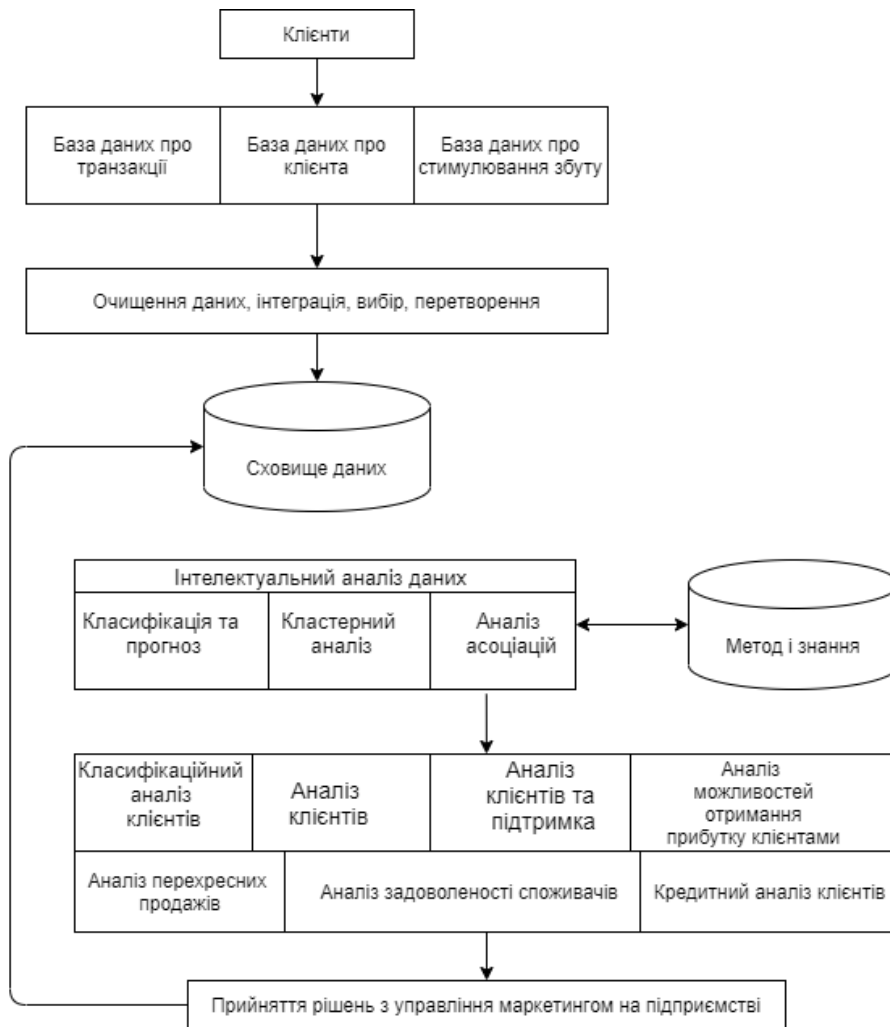 Клієнти
База даних про
транзакції
База даних про
клієнта
База даних про
стимулювання збуту
Очищення даних, інтеграція, вибір, перетворення
Сховище даних
Інтелектуальний аналіз даних
Класифікація та
прогноз
Кластерний
аналіз
Аналіз
асоціацій
Метод і знання
Класифікаційний
аналіз
клієнтів
Аналіз
клієнтів
Аналіз
клієнтів та
підтримка
Аналіз
можливостей
отримання
прибутку клієнтами
Аналіз перехресних
продажів
Аналіз задоволеності споживачів
Кредитний аналіз клієнтів
Прийняття рішень з управління маркетингом на підприємстві